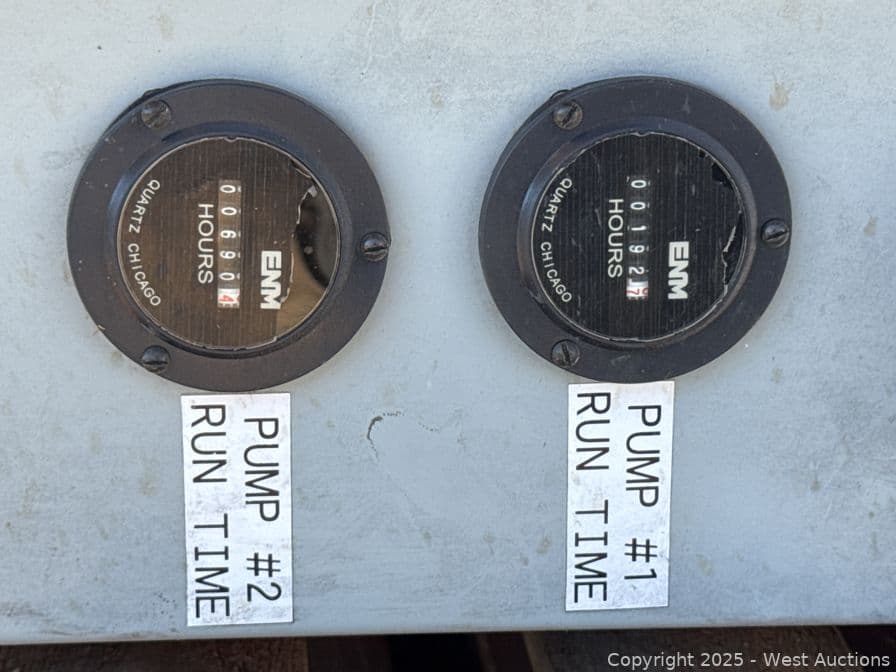 ENM
001927
HOURS
QUARTZ CHICAGO
PUMP #1
RUN TIME
ENM
006904
HOURS
QUARTZ CHICAGO
PUMP #2
RUN TIME
Copyright 2025 - West Auctions